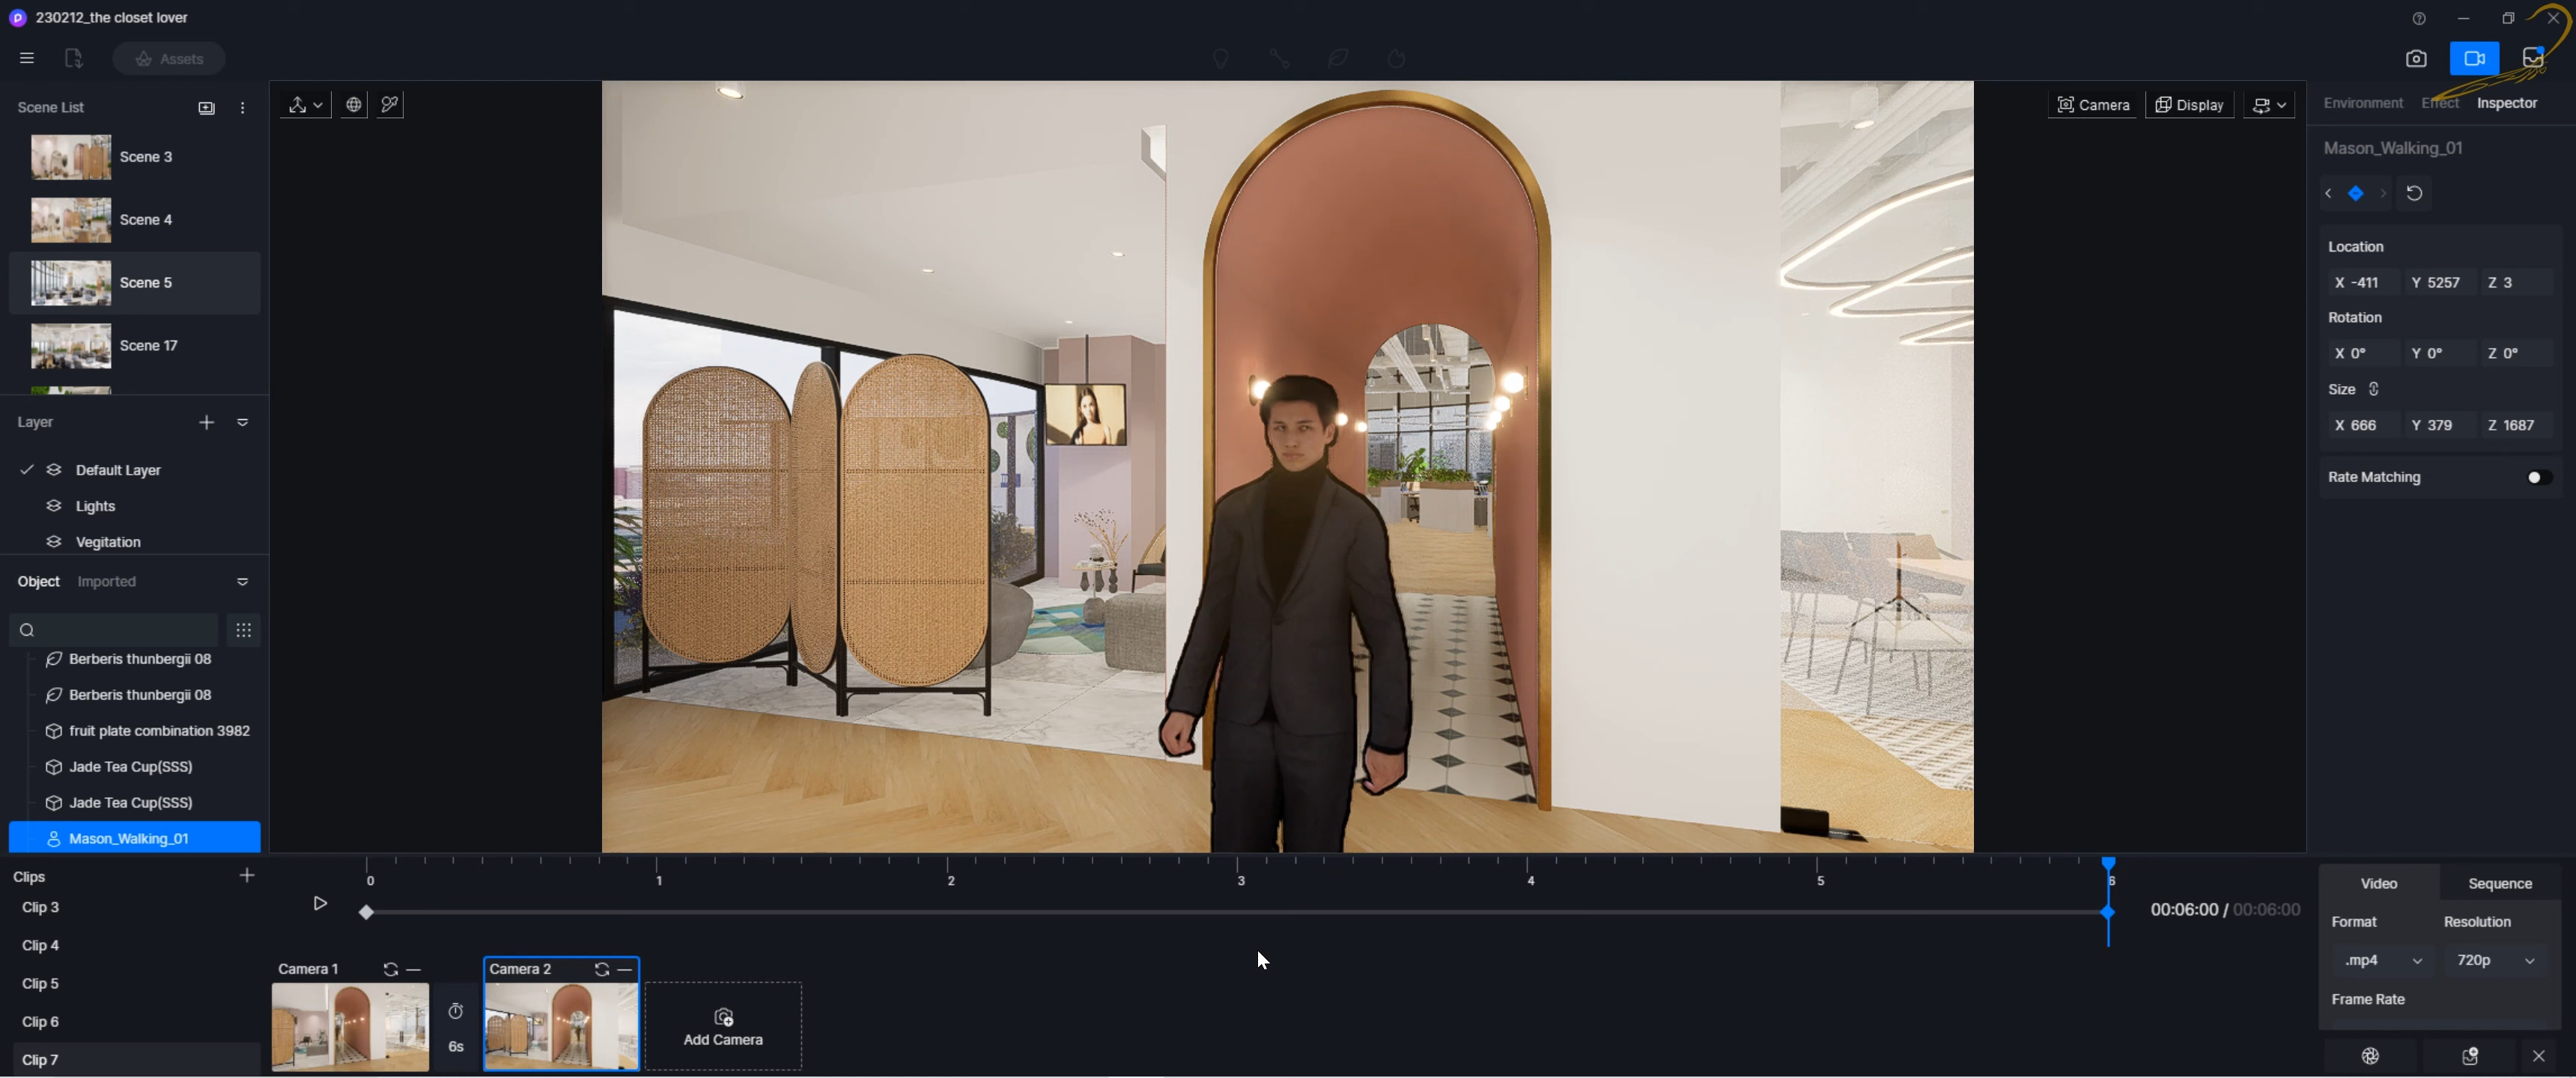 230212_the closet lover
Assets
Scene List
Scene 3
Scene 4
Scene 5
Scene 17
Layer
Default Layer
Lights
Vegitation
Object Imported
Berberis thunbergii 08
Berberis thunbergii 08
fruit plate combination 3982
Jade Tea Cup(SSS)
Jade Tea Cup(SSS)
Mason_Walking_01
Camera Display
Environment Effect Inspector
Mason_Walking_01
Location
X -411 Y 5257 Z 3
Rotation
X 0° Y 0° Z 0°
Size
X 666 Y 379 Z 1687
Rate Matching
Clips
Clip 3
Clip 4
Clip 5
Clip 6
Clip 7
0 1 2 3 4 5 6
00:06:00 / 00:06:00
Camera 1
6s
Camera 2
Add Camera
Video Sequence
Format Resolution
.mp4 720p
Frame Rate